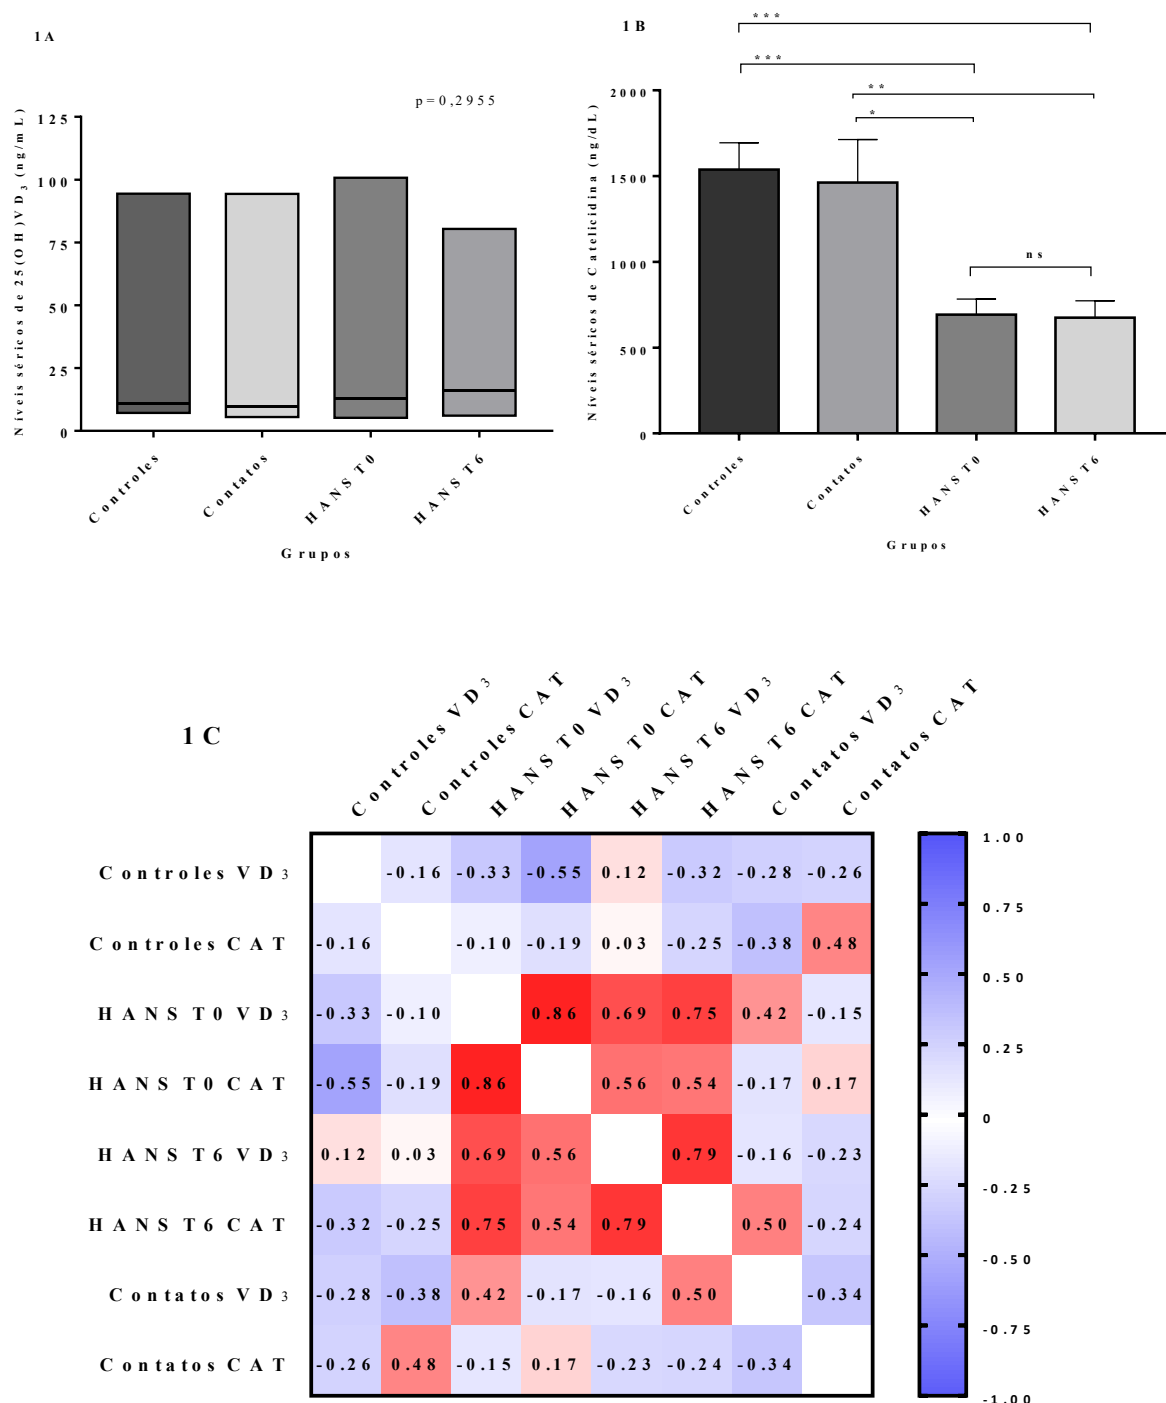 1A
p=0,2955
Níveis séricos de 25(OH)VD₃ (ng/mL)
125
100
75
50
25
0
Controles
Contatos
HANS T0
HANS T6
Grupos
1B
***
***
**
*
ns
Níveis séricos de Catelicidina (ng/dL)
2000
1500
1000
500
0
Controles
Contatos
HANS T0
HANS T6
Grupos
1C
Controles VD₃
Controles CAT
HANS T0 VD₃
HANS T0 CAT
HANS T6 VD₃
HANS T6 CAT
Contatos VD₃
Contatos CAT
Controles VD₃ -0.16 -0.33 -0.55 0.12 -0.32 -0.28 -0.26
Controles CAT -0.16 -0.10 -0.19 0.03 -0.25 -0.38 0.48
HANS T0 VD₃ -0.33 -0.10 0.86 0.69 0.75 0.42 -0.15
HANS T0 CAT -0.55 -0.19 0.86 0.56 0.54 -0.17 0.17
HANS T6 VD₃ 0.12 0.03 0.69 0.56 0.79 -0.16 -0.23
HANS T6 CAT -0.32 -0.25 0.75 0.54 0.79 0.50 -0.24
Contatos VD₃ -0.28 -0.38 0.42 -0.17 -0.16 0.50 -0.34
Contatos CAT -0.26 0.48 -0.15 0.17 -0.23 -0.24 -0.34
1.00
0.75
0.50
0.25
0
-0.25
-0.50
-0.75
-1.00